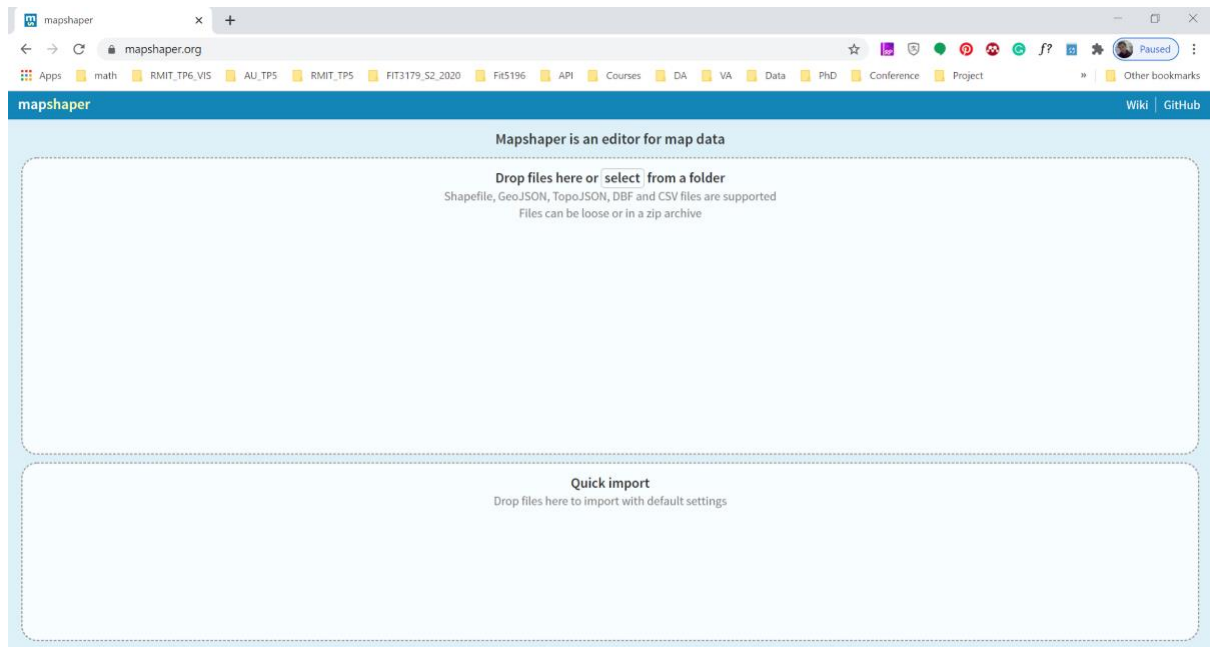 mapshaper
mapshaper.org
f?
Paused
Apps math RMIT_TP6_VIS AU_TP5 RMIT_TP5 FIT3179_S2_2020 Fit5196 API Courses DA VA Data PhD Conference Project » Other bookmarks
mapshaper Wiki GitHub
Mapshaper is an editor for map data
Drop files here or select from a folder
Shapefile, GeoJSON, TopoJSON, DBF and CSV files are supported
Files can be loose or in a zip archive
Quick import
Drop files here to import with default settings